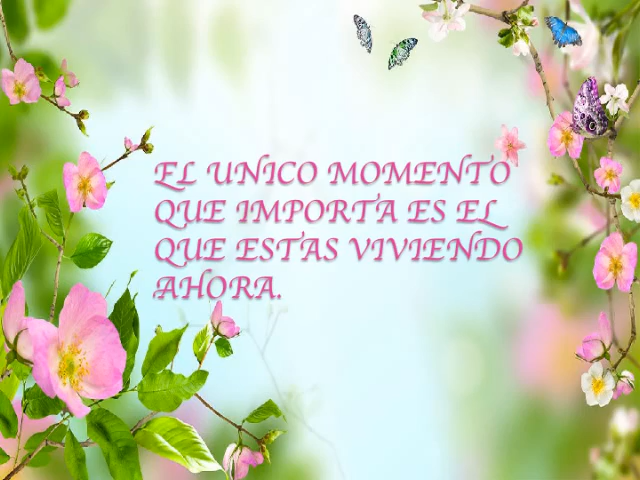 EL UNICO MOMENTO
QUE IMPORTA ES EL
QUE ESTAS VIVIENDO
AHORA.